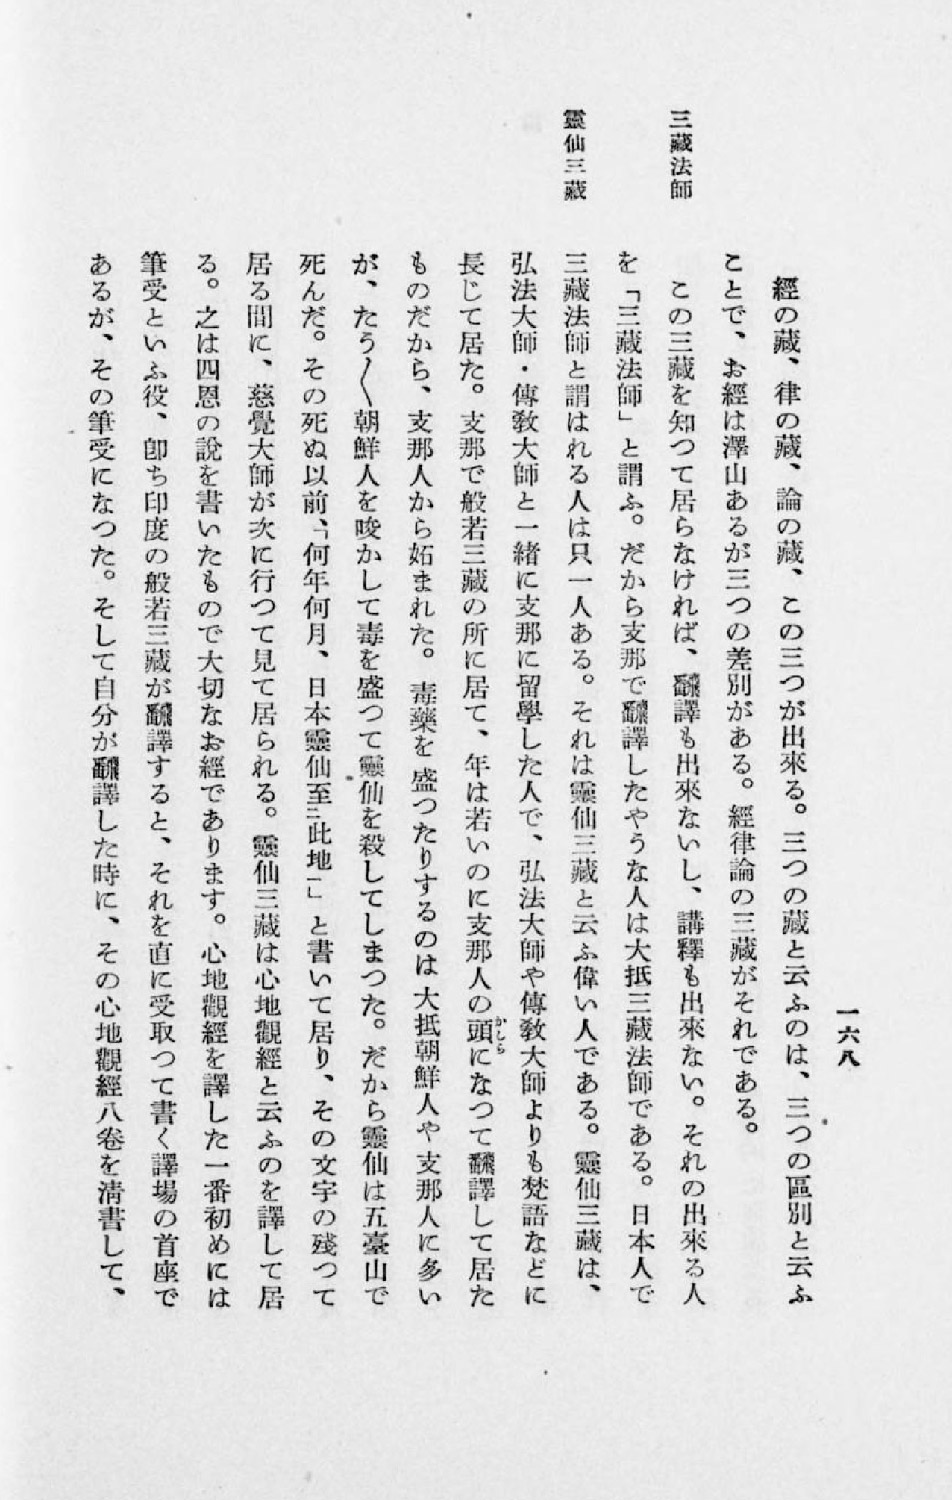 一六八
三藏法師
靈仙三藏
經の藏、律の藏、論の藏、この三つが出來る。三つの藏と云ふのは、三つの區別と云ふ
ことで、お經は澤山あるが三つの差別がある。經律論の三藏がそれである。
この三藏を知つて居らなければ、飜譯も出來ないし、講釋も出來ない。それの出來る人
を「三藏法師」と謂ふ。だから支那で飜譯したやうな人は大抵三藏法師である。日本人で
三藏法師と謂はれる人は只一人ある。それは靈仙三藏と云ふ偉い人である。靈仙三藏は、
弘法大師・傳敎大師と一緒に支那に留學した人で、弘法大師や傳敎大師よりも梵語などに
長じて居た。支那で般若三藏の所に居て、年は若いのに支那人の頭かしらになつて飜譯して居た
ものだから、支那人から妬まれた。毒藥を盛つたりするのは大抵朝鮮人や支那人に多い
が、たう〳〵朝鮮人を唆かして毒を盛つて靈仙を殺してしまつた。だから靈仙は五臺山で
死んだ。その死ぬ以前、「何年何月、日本靈仙至二此地一」と書いて居り、その文字の殘つて
居る間に、慈覺大師が次に行つて見て居られる。靈仙三藏は心地觀經と云ふのを譯して居
る。之は四恩の說を書いたもので大切なお經であります。心地觀經を譯した一番初めには
筆受といふ役、卽ち印度の般若三藏が飜譯すると、それを直に受取つて書く譯場の首座で
あるが、その筆受になつた。そして自分が飜譯した時に、その心地觀經八卷を淸書して、